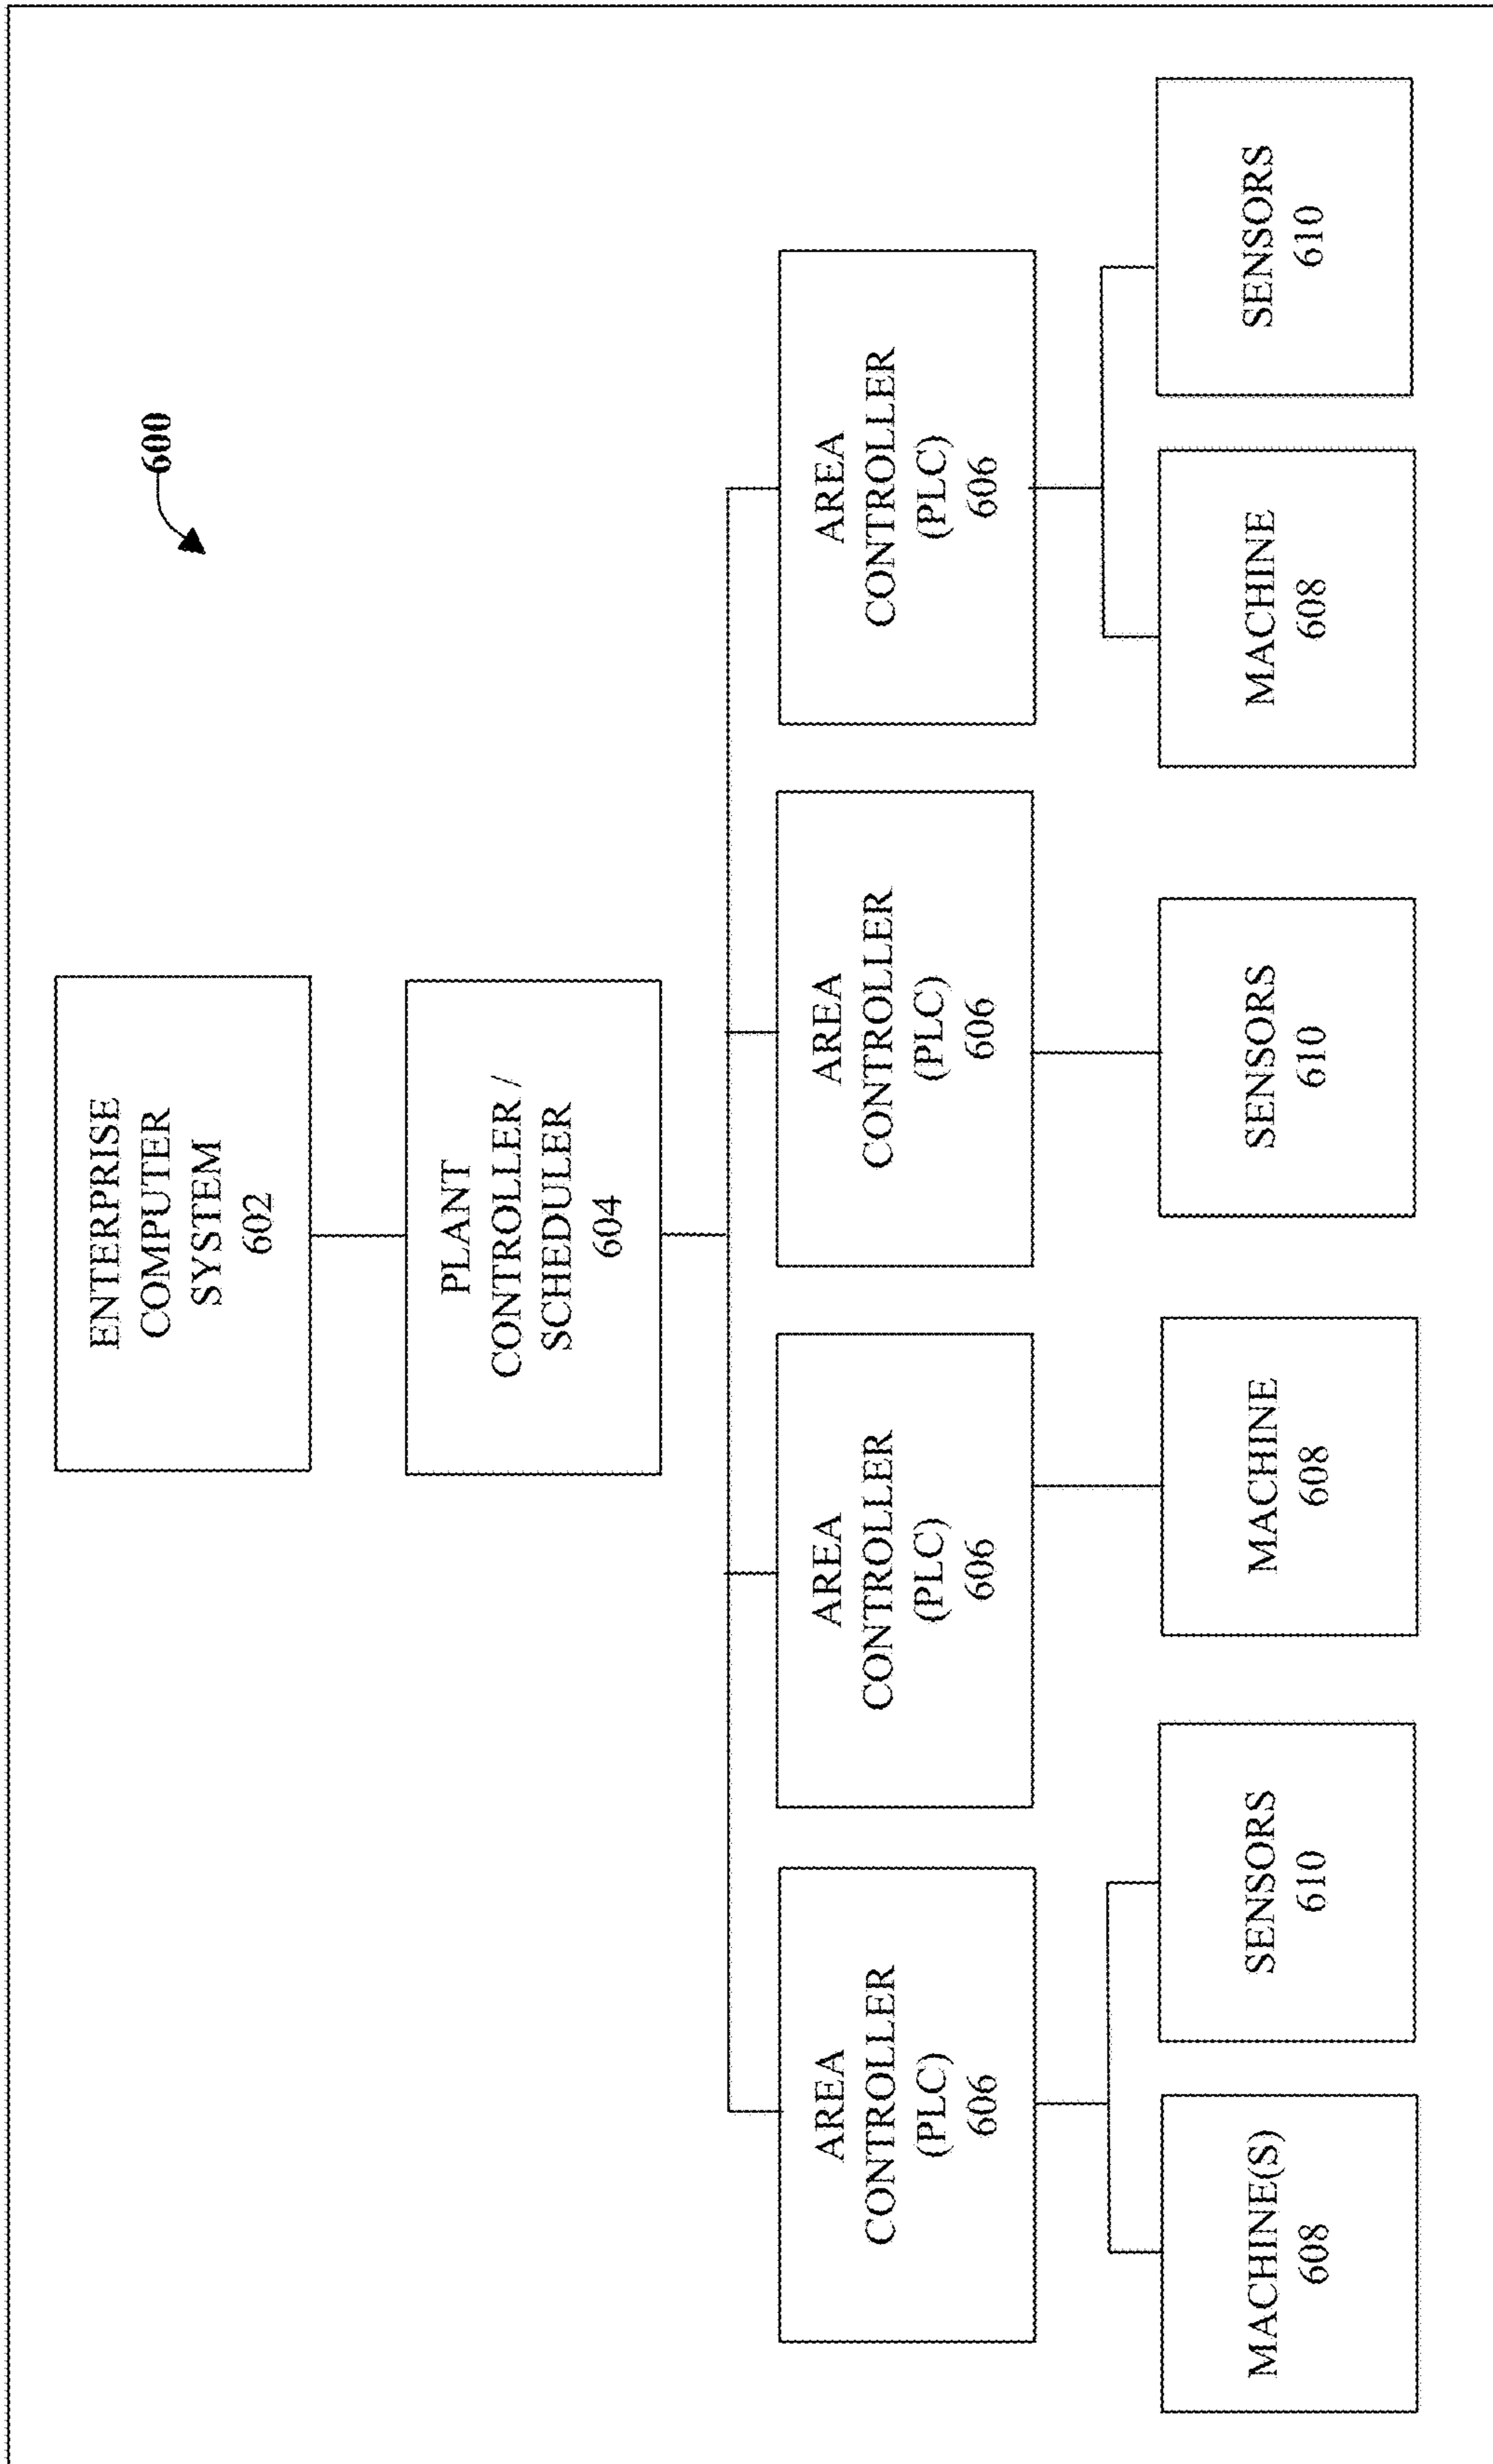 600
ENTERPRISE
COMPUTER
SYSTEM
602
PLANT
CONTROLLER /
SCHEDULER
604
AREA
CONTROLLER
(PLC)
606
AREA
CONTROLLER
(PLC)
606
AREA
CONTROLLER
(PLC)
606
AREA
CONTROLLER
(PLC)
606
MACHINE(S)
608
SENSORS
610
MACHINE
608
SENSORS
610
MACHINE
608
SENSORS
610